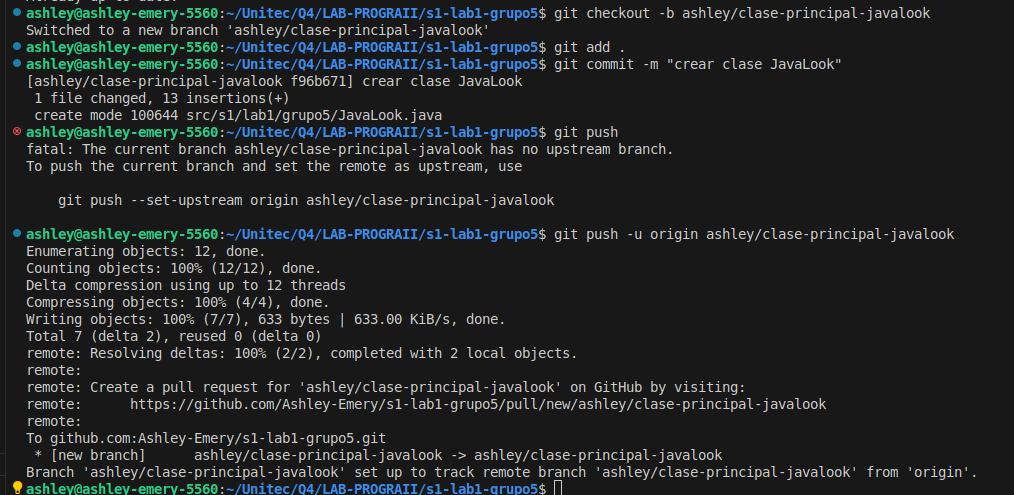 ashley@ashley-emery-5560:~/Unitec/Q4/LAB-PROGRAII/s1-lab1-grupo5$ git checkout -b ashley/clase-principal-javalook
Switched to a new branch 'ashley/clase-principal-javalook'
ashley@ashley-emery-5560:~/Unitec/Q4/LAB-PROGRAII/s1-lab1-grupo5$ git add .
ashley@ashley-emery-5560:~/Unitec/Q4/LAB-PROGRAII/s1-lab1-grupo5$ git commit -m "crear clase JavaLook"
[ashley/clase-principal-javalook f96b671] crear clase JavaLook
 1 file changed, 13 insertions(+)
 create mode 100644 src/s1/lab1/grupo5/JavaLook.java
ashley@ashley-emery-5560:~/Unitec/Q4/LAB-PROGRAII/s1-lab1-grupo5$ git push
fatal: The current branch ashley/clase-principal-javalook has no upstream branch.
To push the current branch and set the remote as upstream, use

    git push --set-upstream origin ashley/clase-principal-javalook

ashley@ashley-emery-5560:~/Unitec/Q4/LAB-PROGRAII/s1-lab1-grupo5$ git push -u origin ashley/clase-principal-javalook
Enumerating objects: 12, done.
Counting objects: 100% (12/12), done.
Delta compression using up to 12 threads
Compressing objects: 100% (4/4), done.
Writing objects: 100% (7/7), 633 bytes | 633.00 KiB/s, done.
Total 7 (delta 2), reused 0 (delta 0)
remote: Resolving deltas: 100% (2/2), completed with 2 local objects.
remote:
remote: Create a pull request for 'ashley/clase-principal-javalook' on GitHub by visiting:
remote:      https://github.com/Ashley-Emery/s1-lab1-grupo5/pull/new/ashley/clase-principal-javalook
remote:
To github.com:Ashley-Emery/s1-lab1-grupo5.git
 * [new branch]      ashley/clase-principal-javalook -> ashley/clase-principal-javalook
Branch 'ashley/clase-principal-javalook' set up to track remote branch 'ashley/clase-principal-javalook' from 'origin'.
ashley@ashley-emery-5560:~/Unitec/Q4/LAB-PROGRAII/s1-lab1-grupo5$